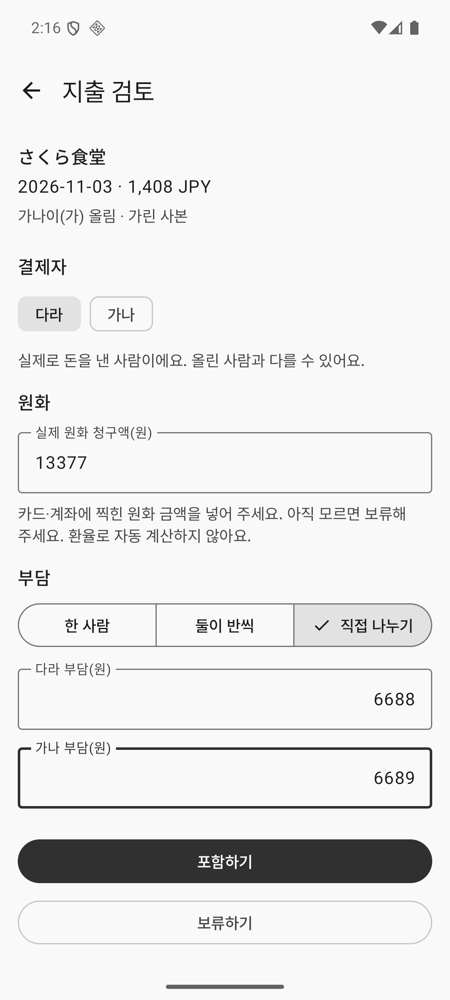 2:16
지출 검토
さくら食堂
2026-11-03 · 1,408 JPY
가나이(가) 올림 · 가린 사본
결제자
다라
가나
실제로 돈을 낸 사람이에요. 올린 사람과 다를 수 있어요.
원화
실제 원화 청구액(원)
13377
카드·계좌에 찍힌 원화 금액을 넣어 주세요. 아직 모르면 보류해
주세요. 환율로 자동 계산하지 않아요.
부담
한 사람
둘이 반씩
직접 나누기
다라 부담(원)
6688
가나 부담(원)
6689
포함하기
보류하기